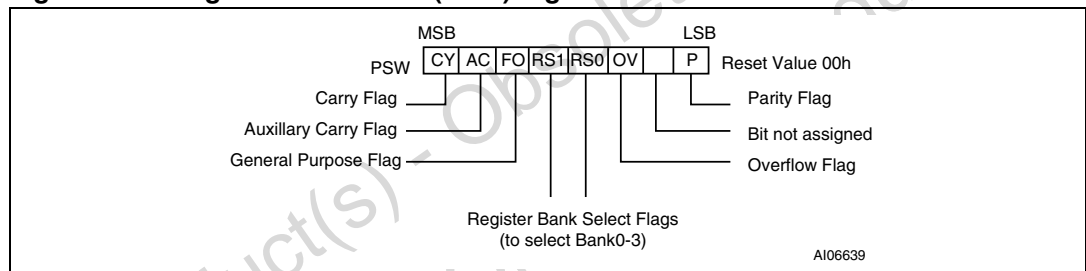 MSB LSB
PSW CY AC FO RS1 RS0 OV P Reset Value 00h
Carry Flag Parity Flag
Auxillary Carry Flag Bit not assigned
General Purpose Flag Overflow Flag
Register Bank Select Flags
(to select Bank0-3)
AI06639